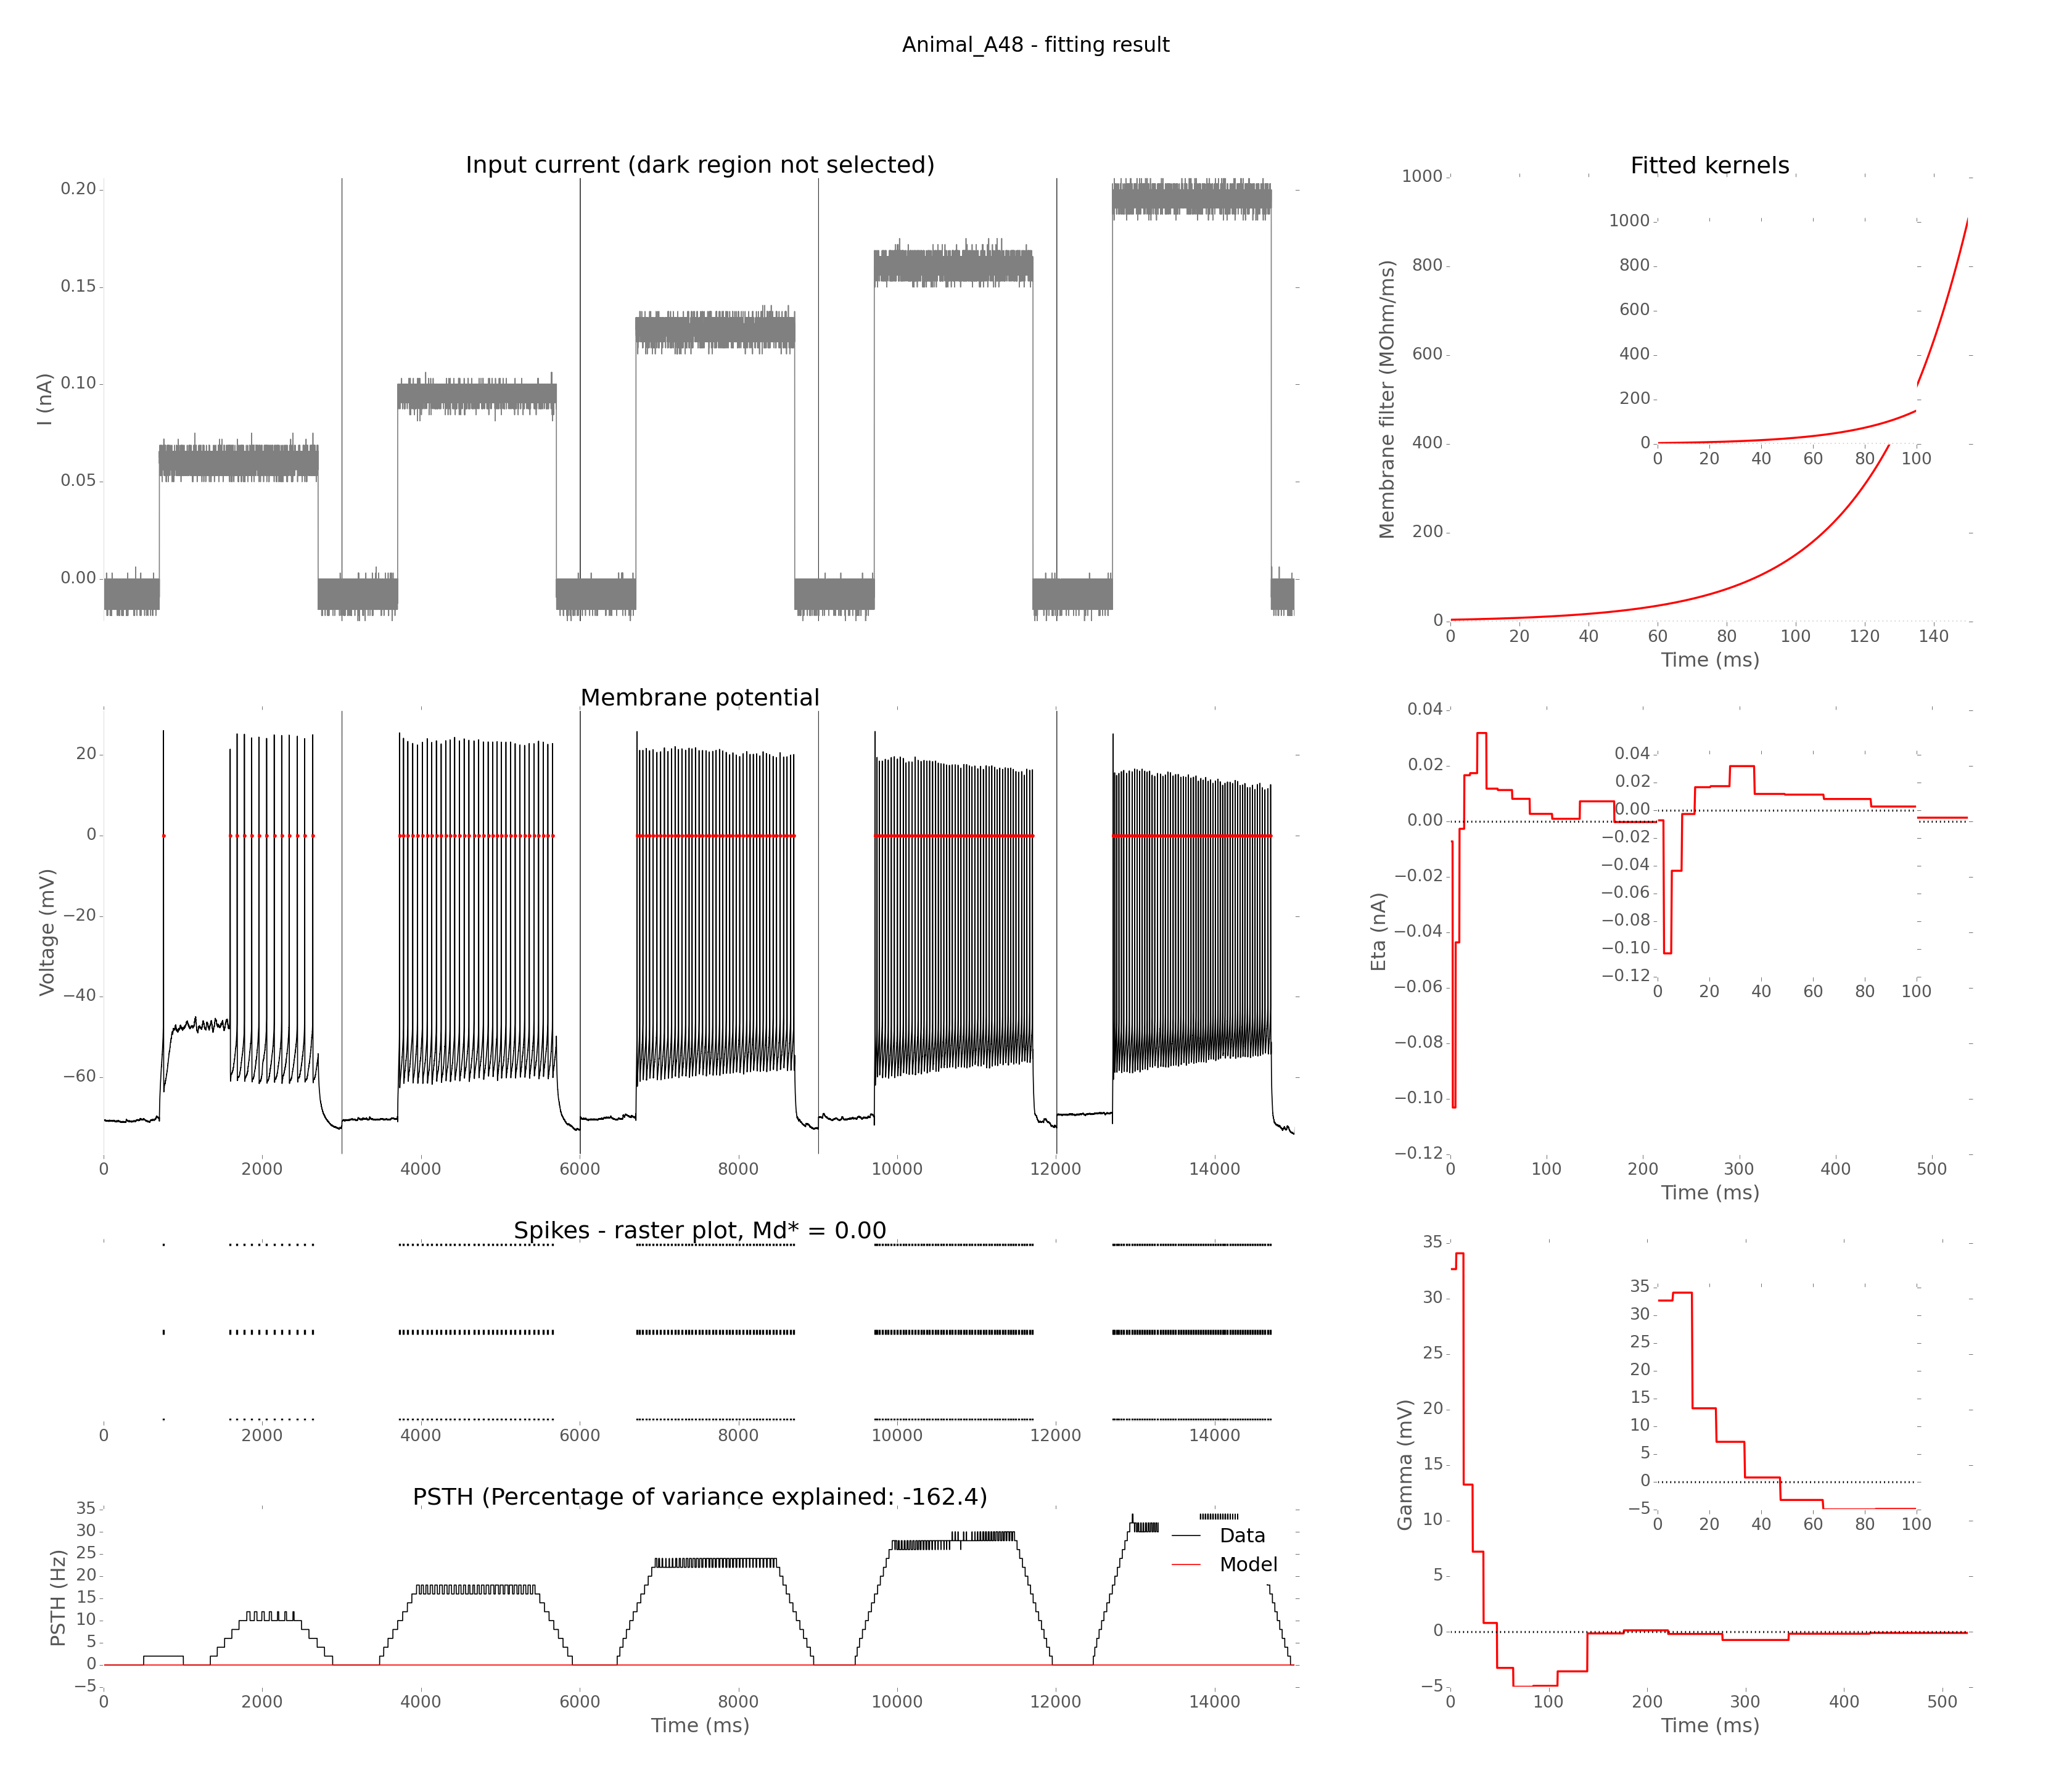 Animal_A48 - fitting result
Input current (dark region not selected)
I (nA)
0.20
0.15
0.10
0.05
0.00
Fitted kernels
Membrane filter (MOhm/ms)
1000
800
600
400
200
0
0 20 40 60 80 100 120 140
Time (ms)
1000
800
600
400
200
0
0 20 40 60 80 100
Membrane potential
Voltage (mV)
20
0
−20
−40
−60
0 2000 4000 6000 8000 10000 12000 14000
Eta (nA)
0.04
0.02
0.00
−0.02
−0.04
−0.06
−0.08
−0.10
−0.12
0 100 200 300 400 500
Time (ms)
0.04
0.02
0.00
−0.02
−0.04
−0.06
−0.08
−0.10
−0.12
0 20 40 60 80 100
Spikes - raster plot, Md* = 0.00
0 2000 4000 6000 8000 10000 12000 14000
PSTH (Percentage of variance explained: -162.4)
PSTH (Hz)
35
30
25
20
15
10
5
0
−5
0 2000 4000 6000 8000 10000 12000 14000
Time (ms)
Data
Model
Gamma (mV)
35
30
25
20
15
10
5
0
−5
0 100 200 300 400 500
Time (ms)
35
30
25
20
15
10
5
0
−5
0 20 40 60 80 100